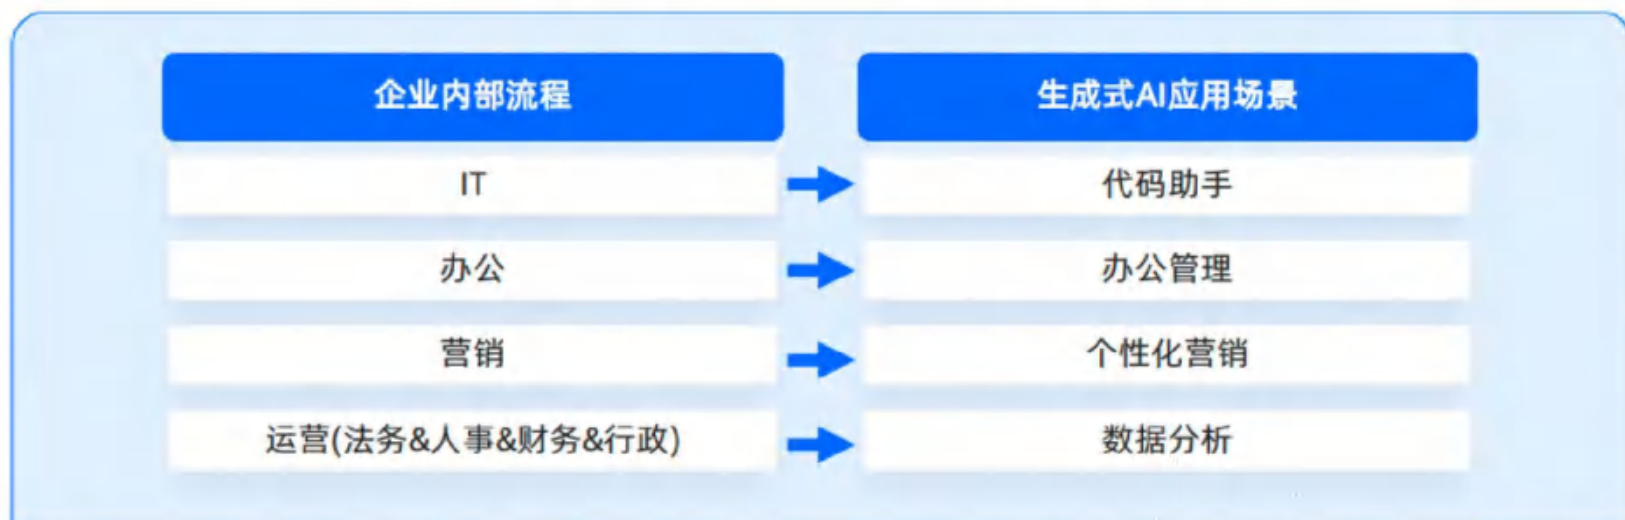 企业内部流程 生成式AI应用场景
IT 代码助手
办公 办公管理
营销 个性化营销
运营(法务&人事&财务&行政) 数据分析